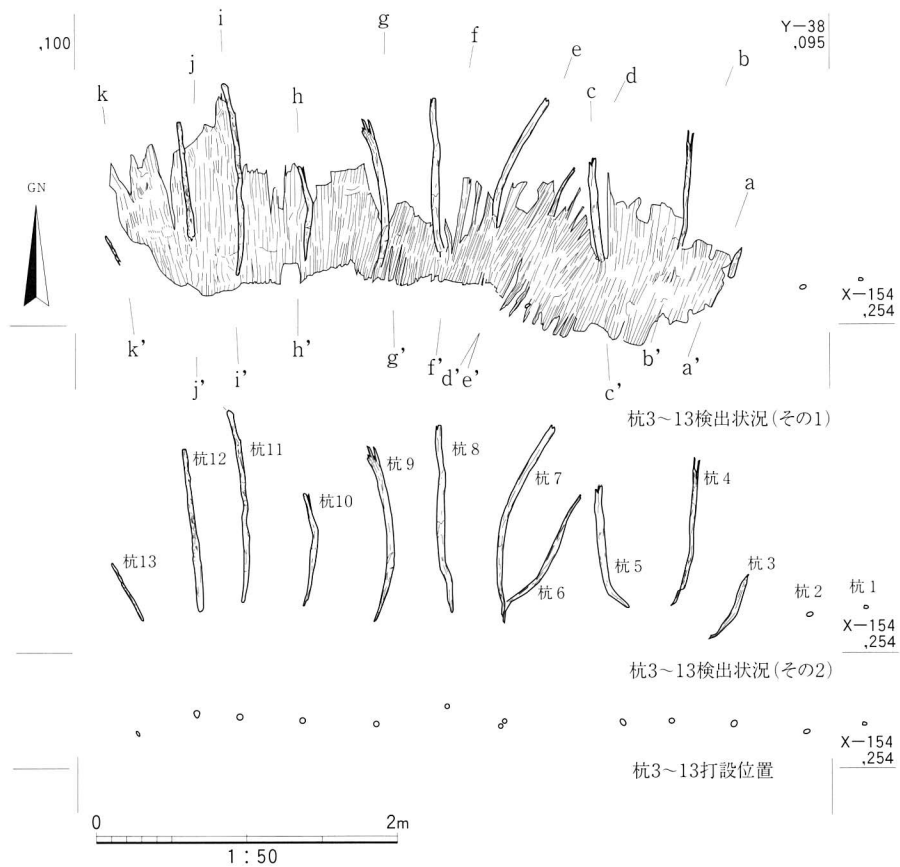 ,100
Y−38
,095
k
j
i
h
g
f
e
c
d
b
a
GN
X−154
,254
k'
j'
i'
h'
g'
f'
d'
e'
c'
b'
a'
杭3~13検出状況(その1)
杭13
杭12
杭11
杭10
杭9
杭8
杭7
杭6
杭5
杭4
杭3
杭2
杭1
X−154
,254
杭3~13検出状況(その2)
X−154
,254
杭3~13打設位置
0
2m
1:50